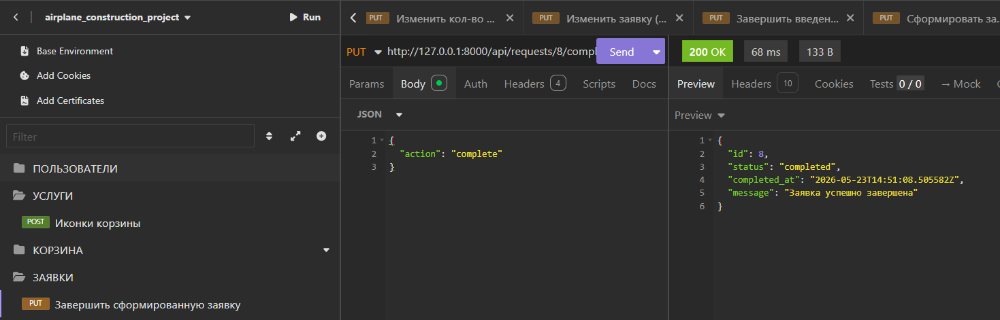 airplane_construction_project
Run
Base Environment
Add Cookies
Add Certificates
Filter
ПОЛЬЗОВАТЕЛИ
УСЛУГИ
POST Иконки корзины
КОРЗИНА
ЗАЯВКИ
PUT Завершить сформированную заявку
PUT Изменить кол-во ...
PUT Изменить заявку (...
PUT Завершить введен...
PUT Сформировать за...
PUT http://127.0.0.1:8000/api/requests/8/compl
Send
Params Body Auth Headers 4 Scripts Docs
JSON
1 {
2 "action": "complete"
3 }
200 OK 68 ms 133 B
Preview Headers 10 Cookies Tests 0 / 0 → Mock
Preview
1 {
2 "id": 8,
3 "status": "completed",
4 "completed_at": "2026-05-23T14:51:08.505582Z",
5 "message": "Заявка успешно завершена"
6 }